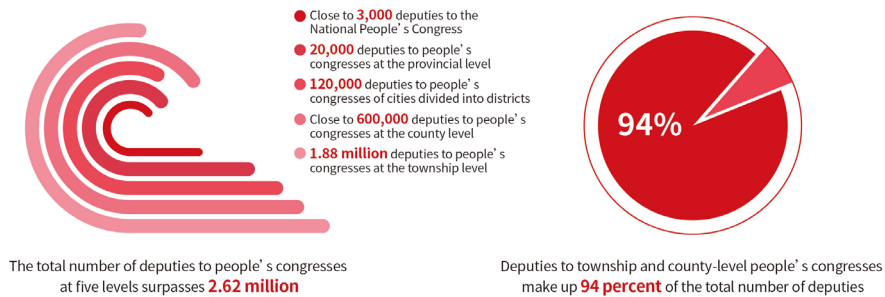 Close to 3,000 deputies to the
National People’s Congress
20,000 deputies to people’s
congresses at the provincial level
120,000 deputies to people’s
congresses of cities divided into districts
Close to 600,000 deputies to people’s
congresses at the county level
1.88 million deputies to people’s
congresses at the township level
The total number of deputies to people’s congresses
at five levels surpasses 2.62 million
94%
Deputies to township and county-level people’s congresses
make up 94 percent of the total number of deputies